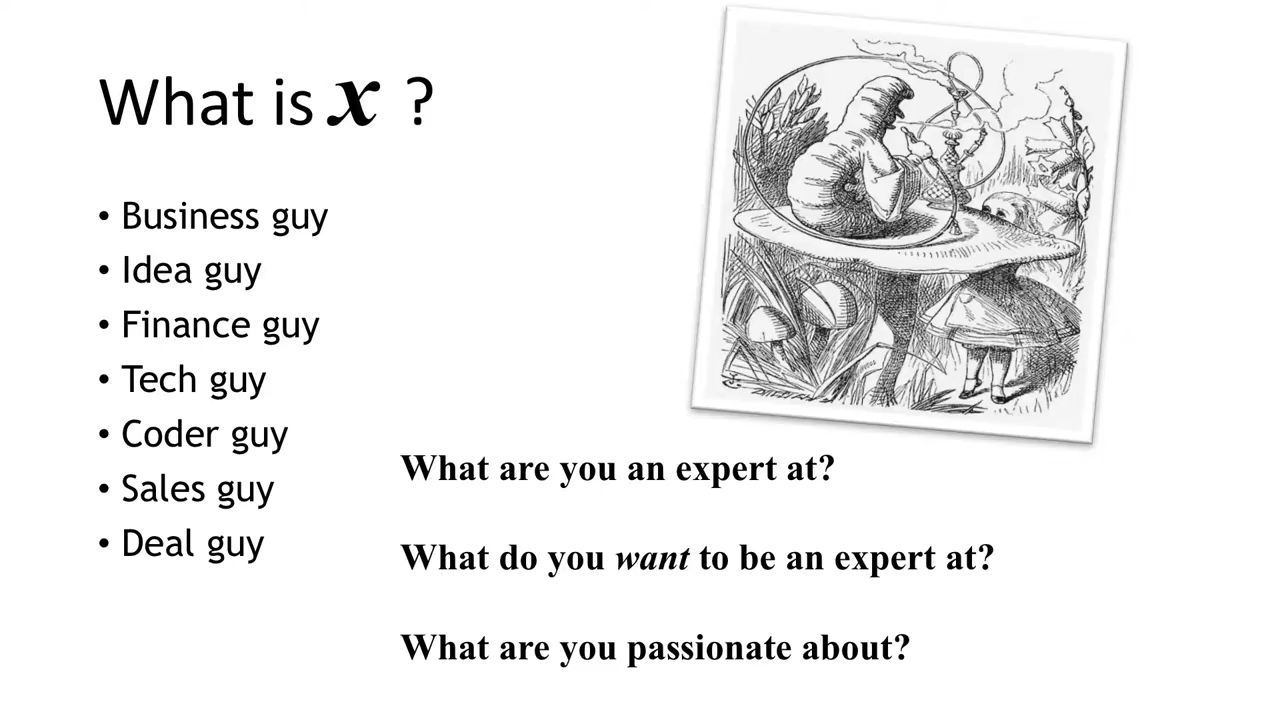 What is x ?
• Business guy
• Idea guy
• Finance guy
• Tech guy
• Coder guy
• Sales guy
• Deal guy
What are you an expert at?
What do you want to be an expert at?
What are you passionate about?